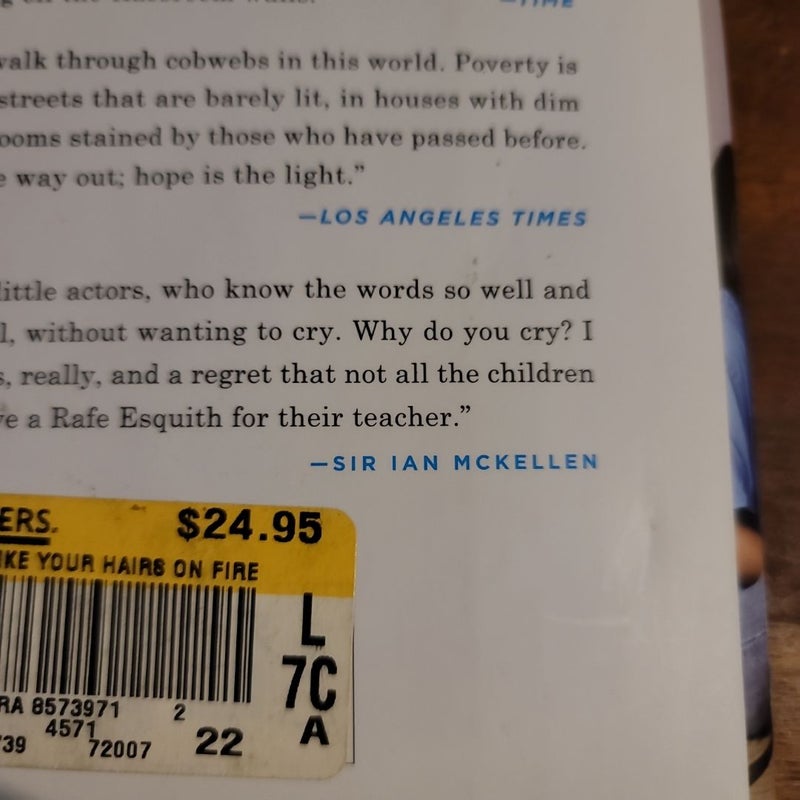 —TIME
walk through cobwebs in this world. Poverty is
streets that are barely lit, in houses with dim
ooms stained by those who have passed before.
e way out; hope is the light.”
—LOS ANGELES TIMES
little actors, who know the words so well and
l, without wanting to cry. Why do you cry? I
s, really, and a regret that not all the children
ve a Rafe Esquith for their teacher.”
—SIR IAN MCKELLEN
ERS. $24.95
IKE YOUR HAIRS ON FIRE
L
7C
A
RA 8573971 2
4571
739 72007 22